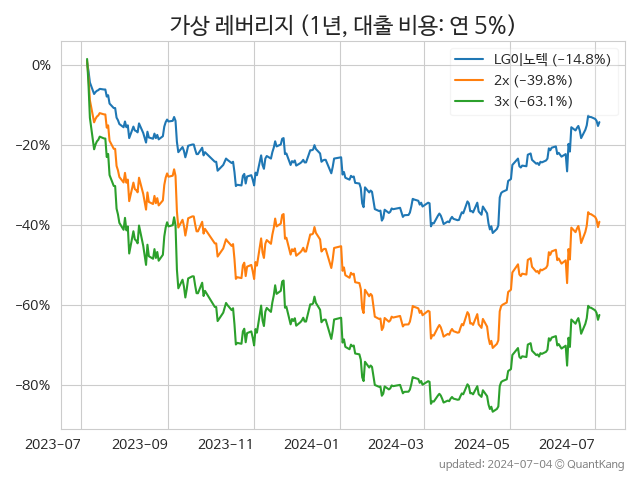 가상 레버리지 (1년, 대출 비용: 연 5%)
LG이노텍 (−14.8%)
2x (−39.8%)
3x (−63.1%)
0%
−20%
−40%
−60%
−80%
2023-07 2023-09 2023-11 2024-01 2024-03 2024-05 2024-07
updated: 2024-07-04 © QuantKang